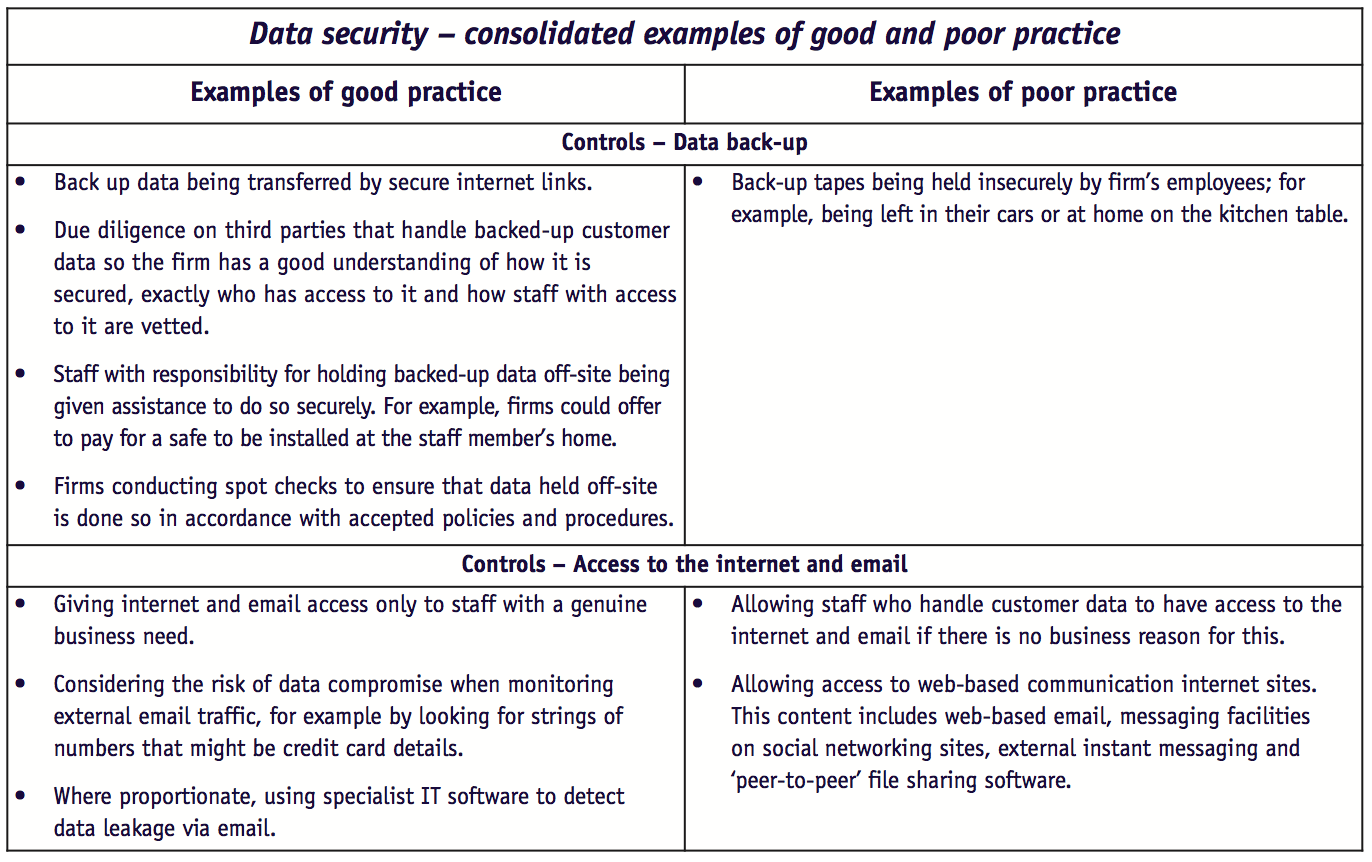 Data security – consolidated examples of good and poor practice
Examples of good practice
Examples of poor practice
Controls – Data back-up
• Back up data being transferred by secure internet links.
• Due diligence on third parties that handle backed-up customer
data so the firm has a good understanding of how it is
secured, exactly who has access to it and how staff with access
to it are vetted.
• Staff with responsibility for holding backed-up data off-site being
given assistance to do so securely. For example, firms could offer
to pay for a safe to be installed at the staff member’s home.
• Firms conducting spot checks to ensure that data held off-site
is done so in accordance with accepted policies and procedures.
• Back-up tapes being held insecurely by firm’s employees; for
example, being left in their cars or at home on the kitchen table.
Controls – Access to the internet and email
• Giving internet and email access only to staff with a genuine
business need.
• Considering the risk of data compromise when monitoring
external email traffic, for example by looking for strings of
numbers that might be credit card details.
• Where proportionate, using specialist IT software to detect
data leakage via email.
• Allowing staff who handle customer data to have access to the
internet and email if there is no business reason for this.
• Allowing access to web-based communication internet sites.
This content includes web-based email, messaging facilities
on social networking sites, external instant messaging and
‘peer-to-peer’ file sharing software.